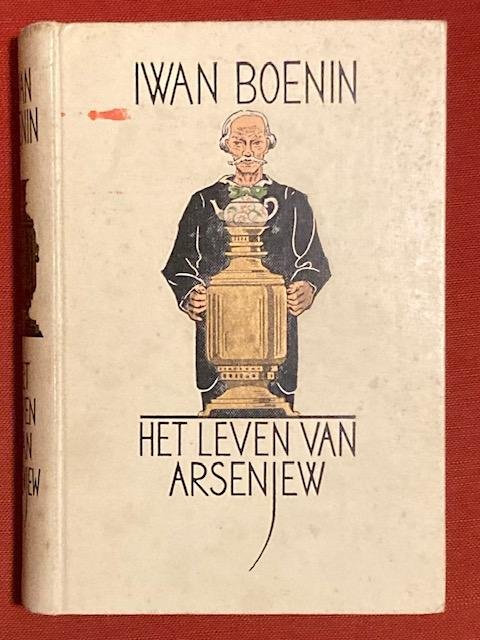 IWAN BOENIN
HET LEVEN VAN
ARSENJEW